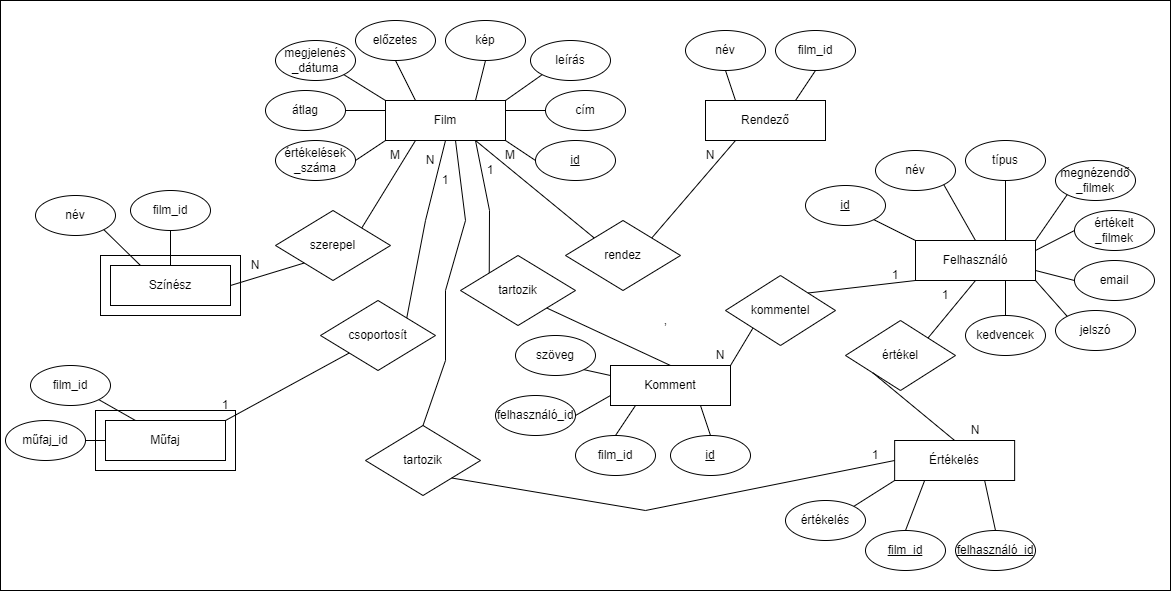 előzetes
kép
megjelenés
_dátuma
leírás
név
film_id
átlag
Film
cím
Rendező
értékelések
_száma
M
N
1
1
M
id
N
név
típus
megnézendő
_filmek
név
film_id
id
értékelt
_filmek
szerepel
N
rendez
Felhasználó
Színész
tartozik
1
1
email
kommentel
,
csoportosít
kedvencek
jelszó
szöveg
N
értékel
film_id
Komment
1
felhasználó_id
műfaj_id
Műfaj
N
film_id
id
tartozik
1
Értékelés
értékelés
film_id
felhasználó_id